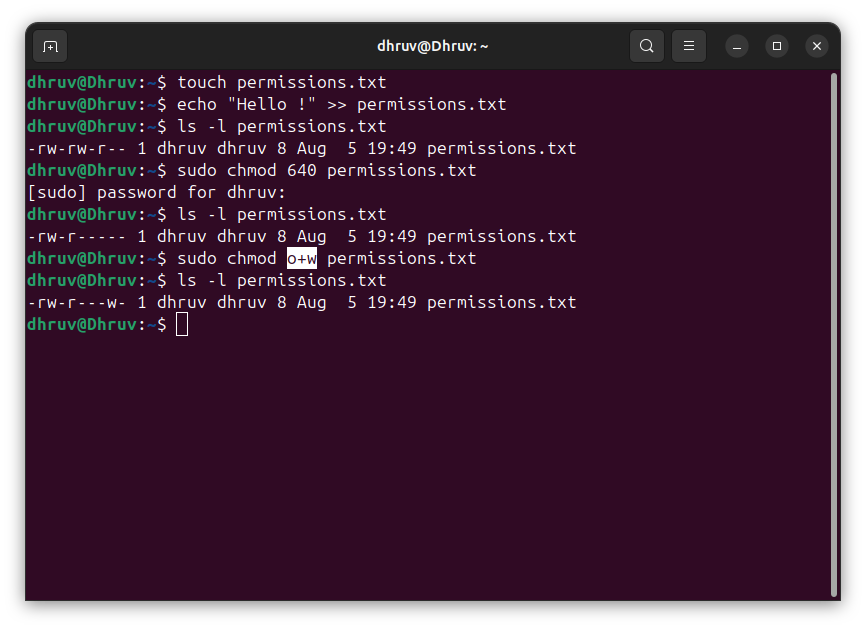 dhruv@Dhruv: ~
dhruv@Dhruv:~$ touch permissions.txt
dhruv@Dhruv:~$ echo "Hello !" >> permissions.txt
dhruv@Dhruv:~$ ls -l permissions.txt
-rw-rw-r-- 1 dhruv dhruv 8 Aug  5 19:49 permissions.txt
dhruv@Dhruv:~$ sudo chmod 640 permissions.txt
[sudo] password for dhruv:
dhruv@Dhruv:~$ ls -l permissions.txt
-rw-r----- 1 dhruv dhruv 8 Aug  5 19:49 permissions.txt
dhruv@Dhruv:~$ sudo chmod o+w permissions.txt
dhruv@Dhruv:~$ ls -l permissions.txt
-rw-r---w- 1 dhruv dhruv 8 Aug  5 19:49 permissions.txt
dhruv@Dhruv:~$